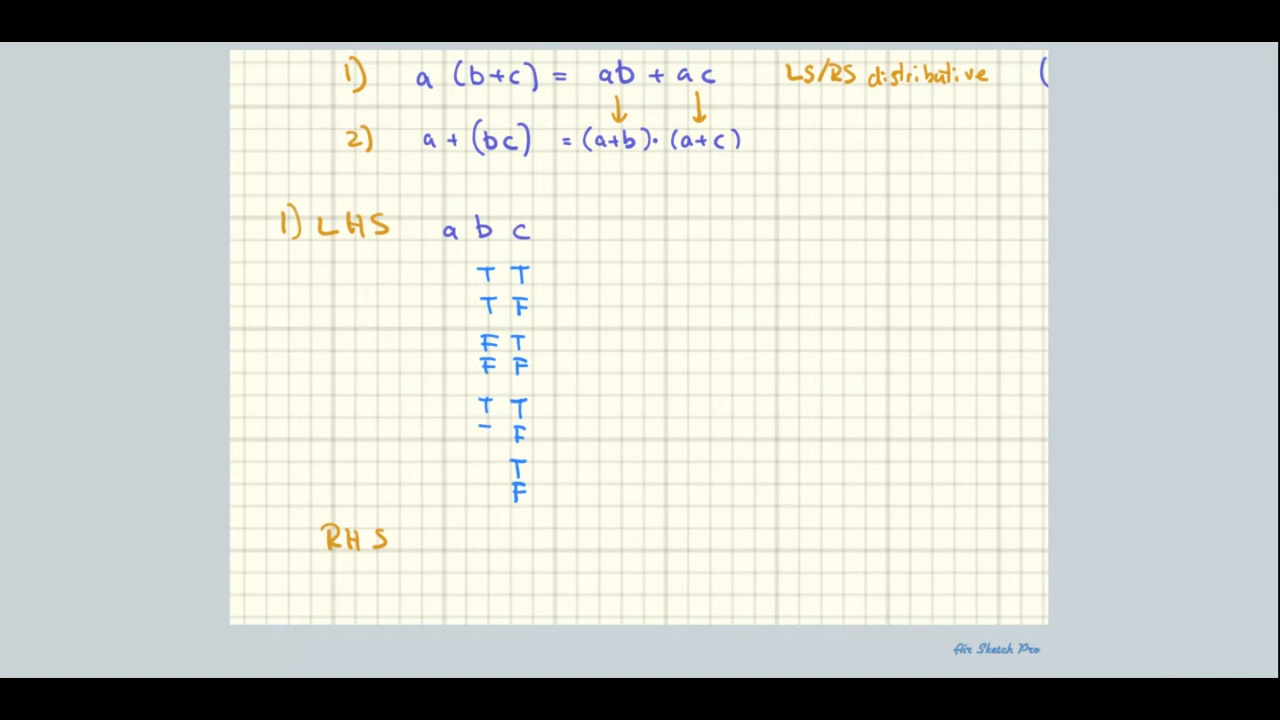 1) a (b+c) = ab + ac LS/RS distributive (
↓ ↓
2) a + (bc) = (a+b)·(a+c)
1) LHS a b c
T T
T F
F T
F F
T T
- F
T
F
RHS
Air Sketch Pro